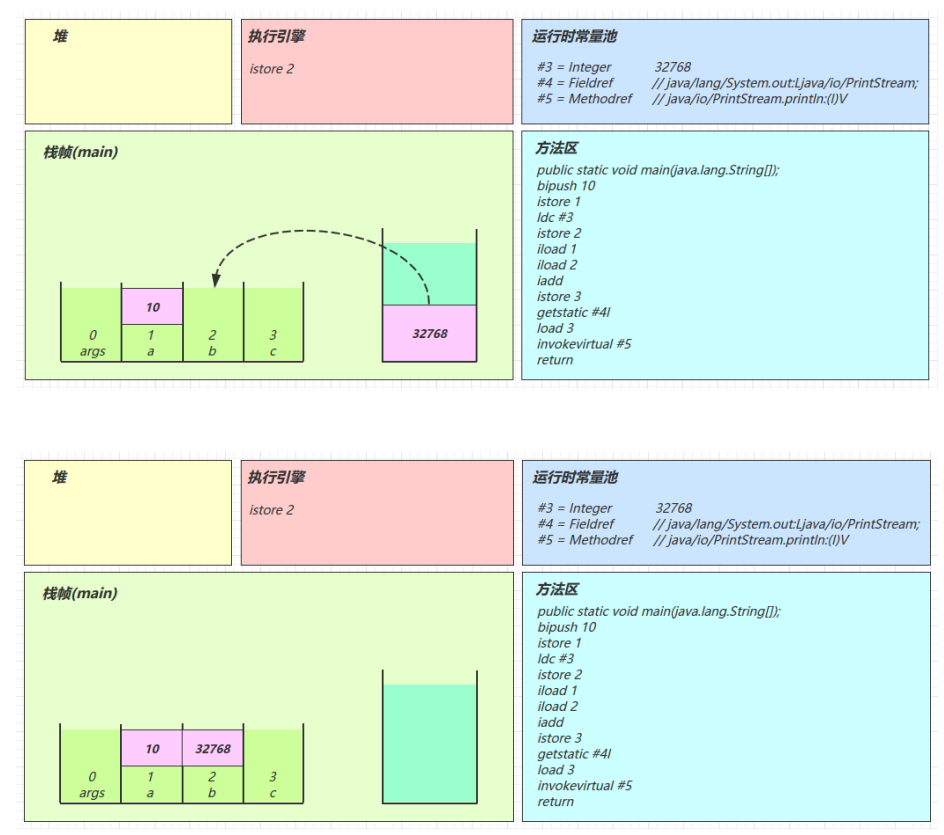 堆
执行引擎
istore 2
运行时常量池
#3 = Integer 32768
#4 = Fieldref // java/lang/System.out:Ljava/io/PrintStream;
#5 = Methodref // java/io/PrintStream.println:(I)V
栈帧(main)
10
0 1 2 3
args a b c
32768
方法区
public static void main(java.lang.String[]);
bipush 10
istore 1
ldc #3
istore 2
iload 1
iload 2
iadd
istore 3
getstatic #4l
load 3
invokevirtual #5
return
堆
执行引擎
istore 2
运行时常量池
#3 = Integer 32768
#4 = Fieldref // java/lang/System.out:Ljava/io/PrintStream;
#5 = Methodref // java/io/PrintStream.println:(I)V
栈帧(main)
10 32768
0 1 2 3
args a b c
方法区
public static void main(java.lang.String[]);
bipush 10
istore 1
ldc #3
istore 2
iload 1
iload 2
iadd
istore 3
getstatic #4l
load 3
invokevirtual #5
return